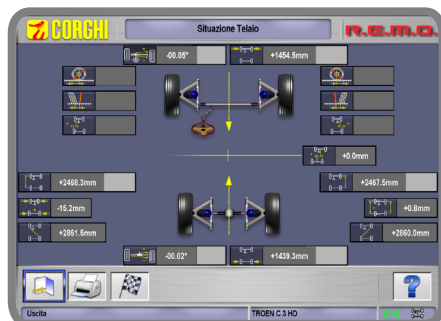 CORGHI
Situazione Telaio
R.E.M.O.
-00.05°
+1454.5mm
+0.0mm
+2468.3mm
+2467.5mm
-15.2mm
+0.8mm
+2861.5mm
+2860.0mm
-00.02°
+1439.3mm
?
Uscita
TROEN C 3 HD